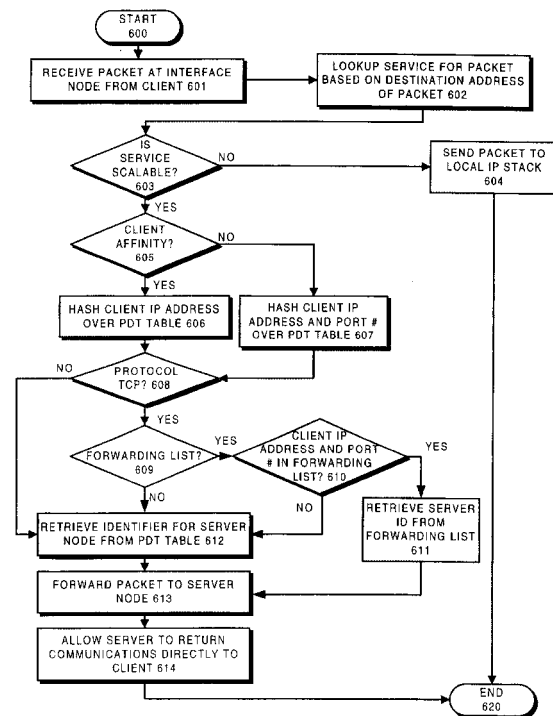 START
600
RECEIVE PACKET AT INTERFACE
NODE FROM CLIENT 601
LOOKUP SERVICE FOR PACKET
BASED ON DESTINATION ADDRESS
OF PACKET 602
IS
SERVICE
SCALABLE?
603
NO
SEND PACKET TO
LOCAL IP STACK
604
YES
CLIENT
AFFINITY?
605
NO
YES
HASH CLIENT IP ADDRESS
OVER PDT TABLE 606
HASH CLIENT IP
ADDRESS AND PORT #
OVER PDT TABLE 607
NO
PROTOCOL
TCP? 608
YES
FORWARDING LIST?
609
YES
CLIENT IP
ADDRESS AND PORT
# IN FORWARDING
LIST? 610
YES
NO
NO
RETRIEVE SERVER
ID FROM
FORWARDING LIST
611
RETRIEVE IDENTIFIER FOR SERVER
NODE FROM PDT TABLE 612
FORWARD PACKET TO SERVER
NODE 613
ALLOW SERVER TO RETURN
COMMUNICATIONS DIRECTLY TO
CLIENT 614
END
620